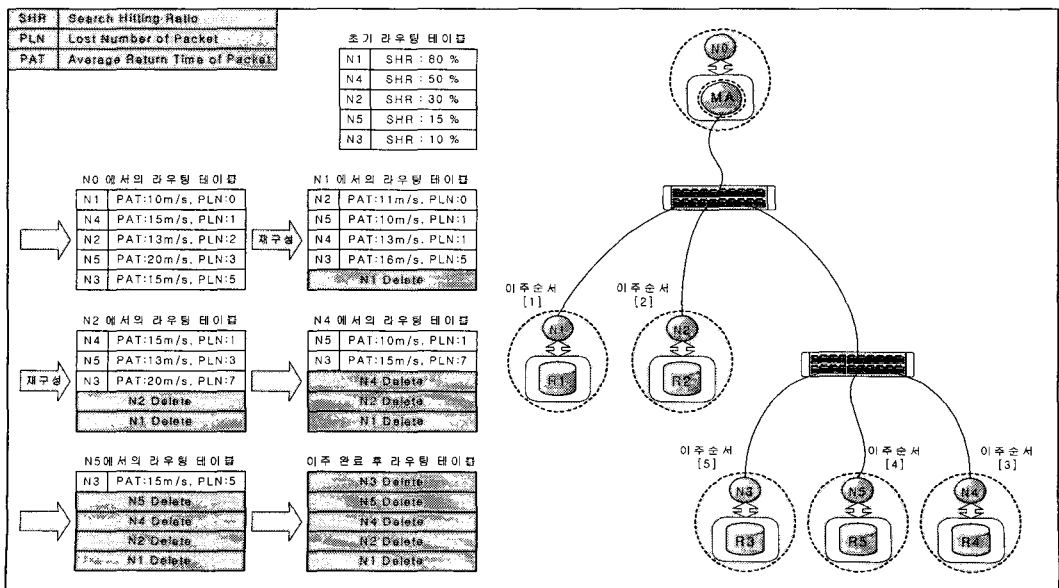 SHR Search Hitting Ratio
PLN Lost Number of Packet
PAT Average Return Time of Packet
초기 라우팅 테이블
N1 SHR : 80 %
N4 SHR : 50 %
N2 SHR : 30 %
N5 SHR : 15 %
N3 SHR : 10 %
N0 에서의 라우팅 테이블
N1 PAT:10m/s, PLN:0
N4 PAT:15m/s, PLN:1
N2 PAT:13m/s, PLN:2
N5 PAT:20m/s, PLN:3
N3 PAT:15m/s, PLN:5
재구성
N1 에서의 라우팅 테이블
N2 PAT:11m/s, PLN:0
N5 PAT:10m/s, PLN:1
N4 PAT:13m/s, PLN:1
N3 PAT:16m/s, PLN:5
N1 Delete
재구성
N2 에서의 라우팅 테이블
N4 PAT:15m/s, PLN:1
N5 PAT:13m/s, PLN:3
N3 PAT:20m/s, PLN:7
N2 Delete
N1 Delete
N4 에서의 라우팅 테이블
N5 PAT:10m/s, PLN:1
N3 PAT:15m/s, PLN:7
N4 Delete
N2 Delete
N1 Delete
N5에서의 라우팅 테이블
N3 PAT:15m/s, PLN:5
N5 Delete
N4 Delete
N2 Delete
N1 Delete
이주 완료 후 라우팅 테이블
N3 Delete
N5 Delete
N4 Delete
N2 Delete
N1 Delete
N0
MA
이주순서
[1]
N1
R1
이주순서
[2]
N2
R2
이주순서
[5]
N3
R3
이주순서
[4]
N5
R5
이주순서
[3]
N4
R4